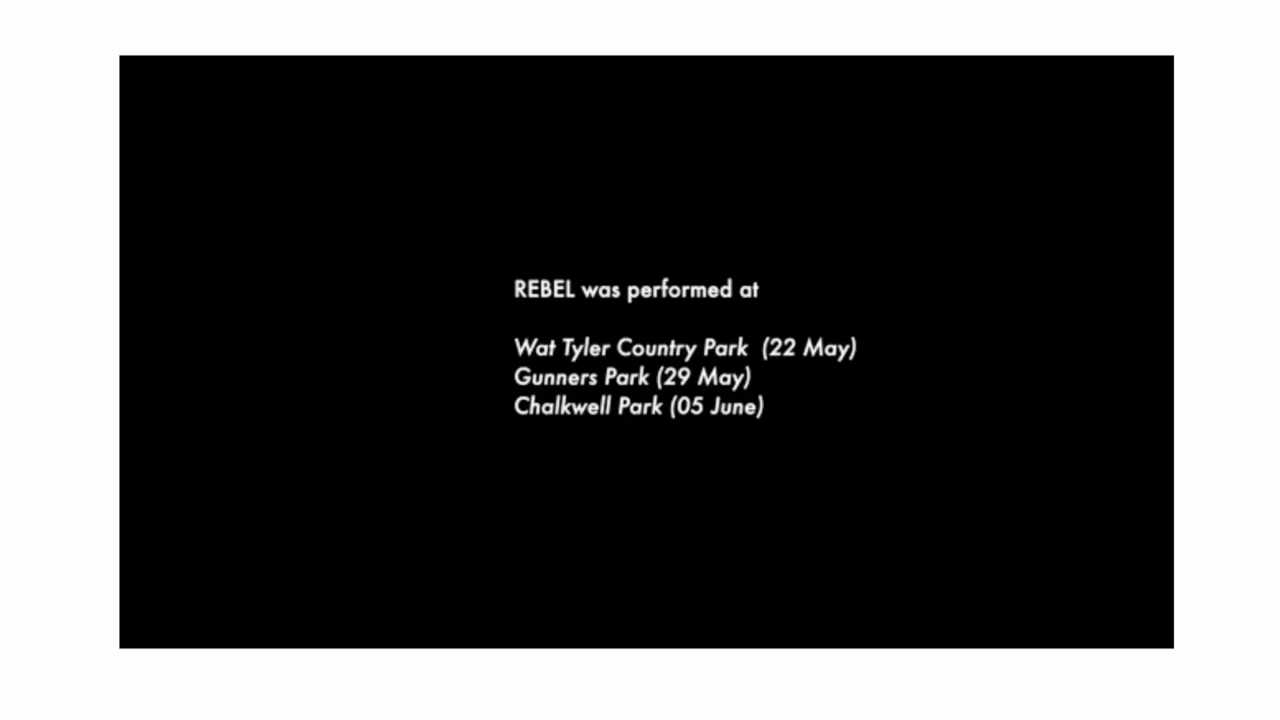 REBEL was performed at
Wat Tyler Country Park (22 May)
Gunners Park (29 May)
Chalkwell Park (05 June)